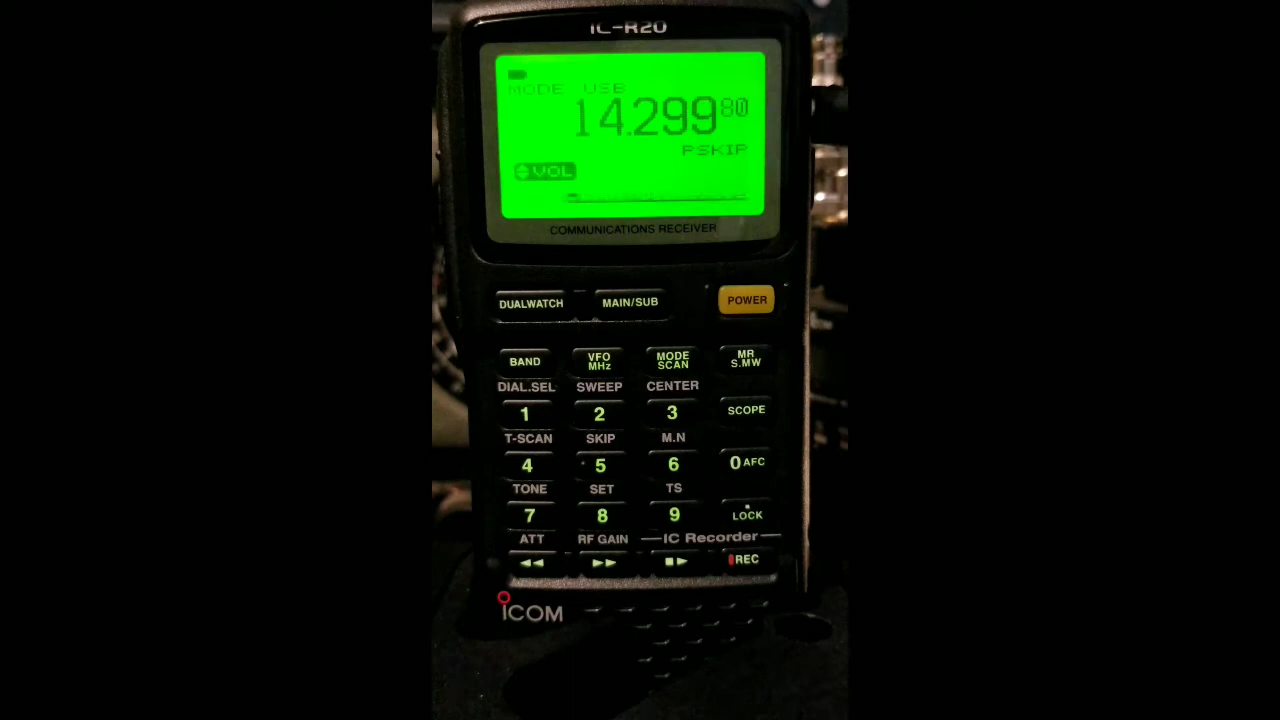 IC-R20
MODE USB
14.299 80
PSKIP
VOL
COMMUNICATIONS RECEIVER
DUALWATCH MAIN/SUB POWER
BAND VFO MHz MODE SCAN MR S.MW
DIAL.SEL SWEEP CENTER
1 2 3 SCOPE
T-SCAN SKIP M.N
4 5 6 0 AFC
TONE SET TS
7 8 9 . LOCK
ATT RF GAIN IC Recorder
REC
ICOM